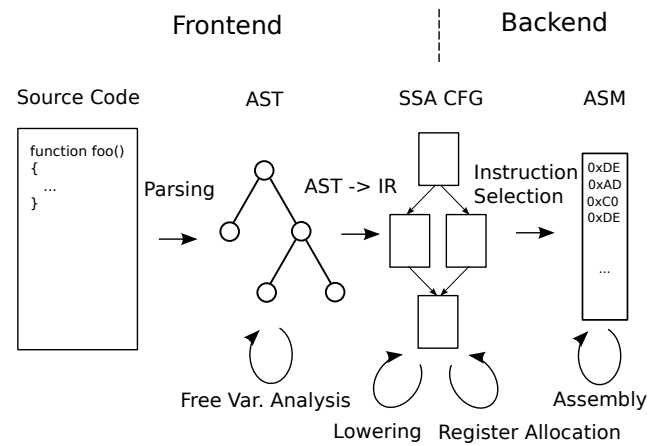 Frontend
Backend
Source Code
AST
SSA CFG
ASM
function foo()
{
...
}
Parsing
AST -> IR
Instruction
Selection
0xDE
0xAD
0xC0
0xDE
...
Free Var. Analysis
Lowering
Register Allocation
Assembly